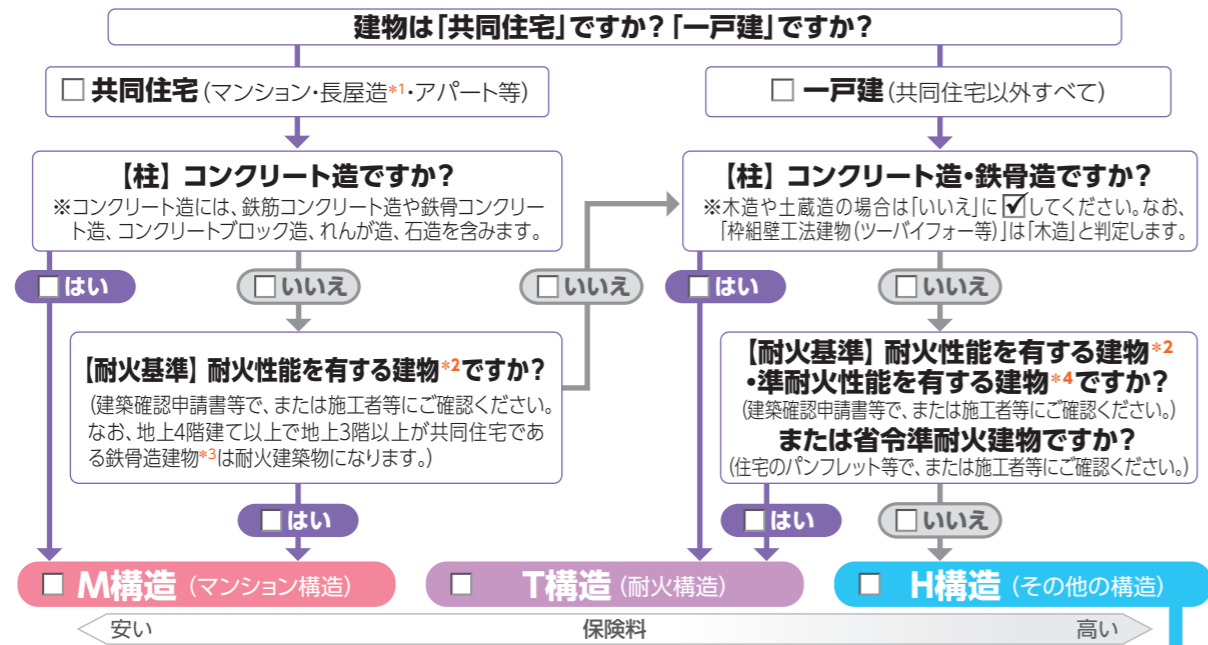 建物は「共同住宅」ですか?「一戸建」ですか?
共同住宅(マンション・長屋造*1・アパート等)
一戸建(共同住宅以外すべて)
【柱】コンクリート造ですか?
※コンクリート造には、鉄筋コンクリート造や鉄骨コンクリー
ト造、コンクリートブロック造、れんが造、石造を含みます。
【柱】コンクリート造・鉄骨造ですか?
※木造や土蔵造の場合は「いいえ」に☑してください。なお、
「枠組壁工法建物(ツーバイフォー等)」は「木造」と判定します。
はい
いいえ
いいえ
はい
いいえ
【耐火基準】耐火性能を有する建物*2ですか?
(建築確認申請書等で、または施工者等にご確認ください。
なお、地上4階建て以上で地上3階以上が共同住宅であ
る鉄骨造建物*3は耐火建築物になります。)
【耐火基準】耐火性能を有する建物*2
・準耐火性能を有する建物*4ですか?
(建築確認申請書等で、または施工者等にご確認ください。)
または省令準耐火建物ですか?
(住宅のパンフレット等で、または施工者等にご確認ください。)
はい
はい
いいえ
M構造(マンション構造)
T構造(耐火構造)
H構造(その他の構造)
安い
保険料
高い